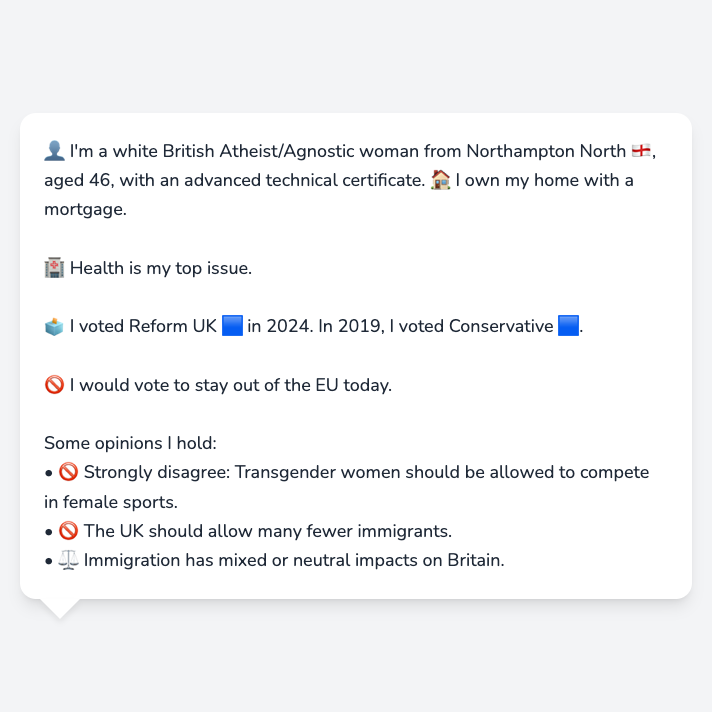 👤 I'm a white British Atheist/Agnostic woman from Northampton North 🏴󠁧󠁢󠁥󠁮󠁧󠁿,
aged 46, with an advanced technical certificate. 🏠 I own my home with a
mortgage.
🏥 Health is my top issue.
🗳️ I voted Reform UK 🟦 in 2024. In 2019, I voted Conservative 🟦.
🚫 I would vote to stay out of the EU today.
Some opinions I hold:
• 🚫 Strongly disagree: Transgender women should be allowed to compete
in female sports.
• 🚫 The UK should allow many fewer immigrants.
• ⚖️ Immigration has mixed or neutral impacts on Britain.